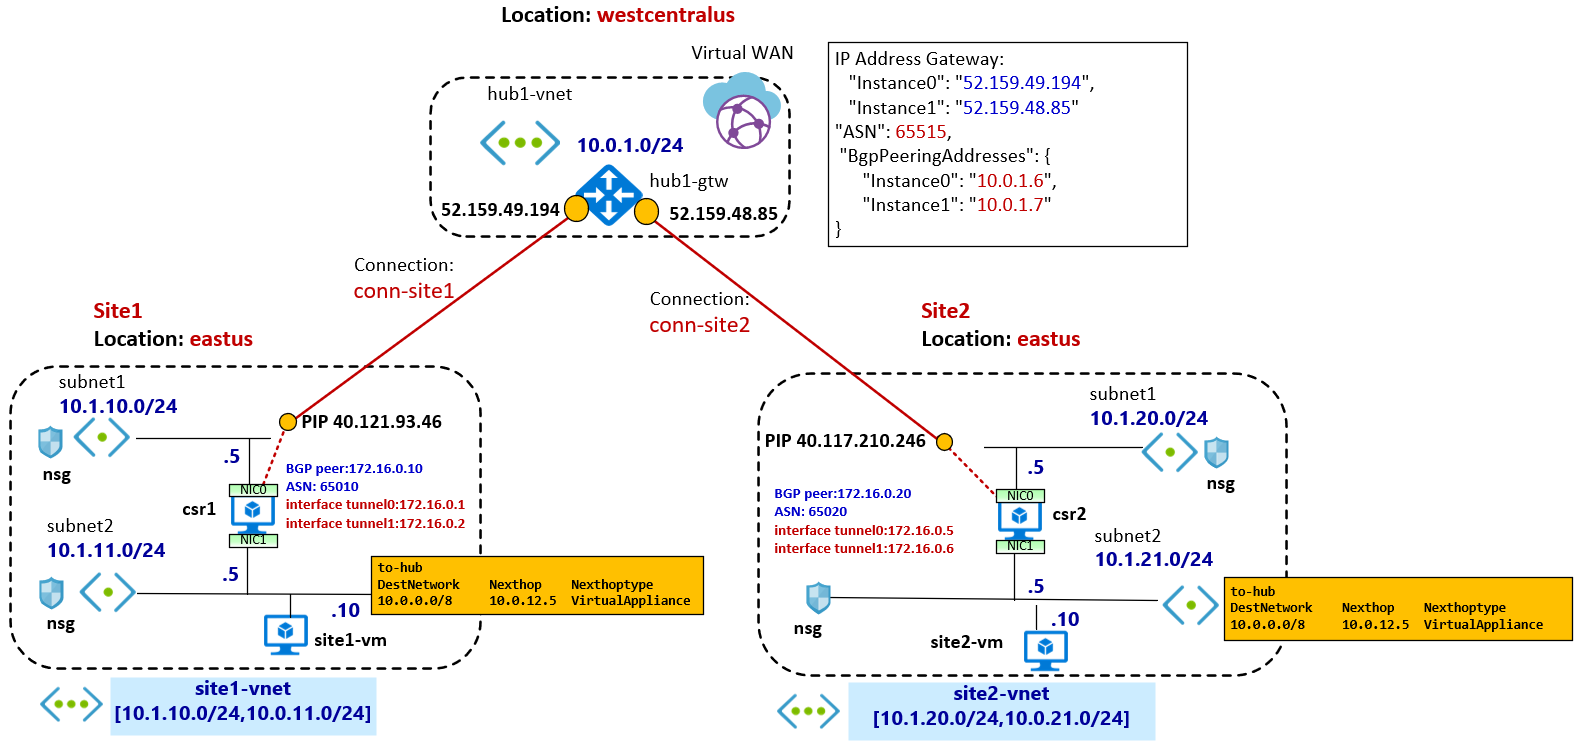 Location: westcentralus
Virtual WAN
hub1-vnet
10.0.1.0/24
hub1-gtw
52.159.49.194
52.159.48.85
IP Address Gateway:
"Instance0": "52.159.49.194",
"Instance1": "52.159.48.85"
"ASN": 65515,
"BgpPeeringAddresses": {
"Instance0": "10.0.1.6",
"Instance1": "10.0.1.7"
}
Connection:
conn-site1
Connection:
conn-site2
Site1
Location: eastus
subnet1
10.1.10.0/24
PIP 40.121.93.46
nsg
.5
BGP peer:172.16.0.10
ASN: 65010
interface tunnel0:172.16.0.1
interface tunnel1:172.16.0.2
NIC0
csr1
NIC1
subnet2
10.1.11.0/24
.5
nsg
.10
site1-vm
to-hub
DestNetwork Nexthop Nexthoptype
10.0.0.0/8 10.0.12.5 VirtualAppliance
site1-vnet
[10.1.10.0/24,10.0.11.0/24]
Site2
Location: eastus
subnet1
10.1.20.0/24
PIP 40.117.210.246
nsg
.5
BGP peer:172.16.0.20
ASN: 65020
interface tunnel0:172.16.0.5
interface tunnel1:172.16.0.6
NIC0
csr2
NIC1
subnet2
10.1.21.0/24
.5
nsg
.10
site2-vm
to-hub
DestNetwork Nexthop Nexthoptype
10.0.0.0/8 10.0.12.5 VirtualAppliance
site2-vnet
[10.1.20.0/24,10.0.21.0/24]